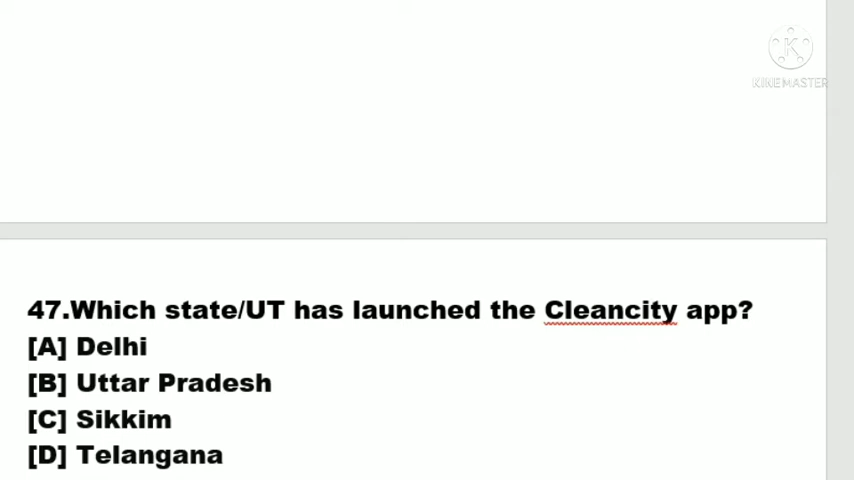 K
KINEMASTER
47.Which state/UT has launched the Cleancity app?
[A] Delhi
[B] Uttar Pradesh
[C] Sikkim
[D] Telangana